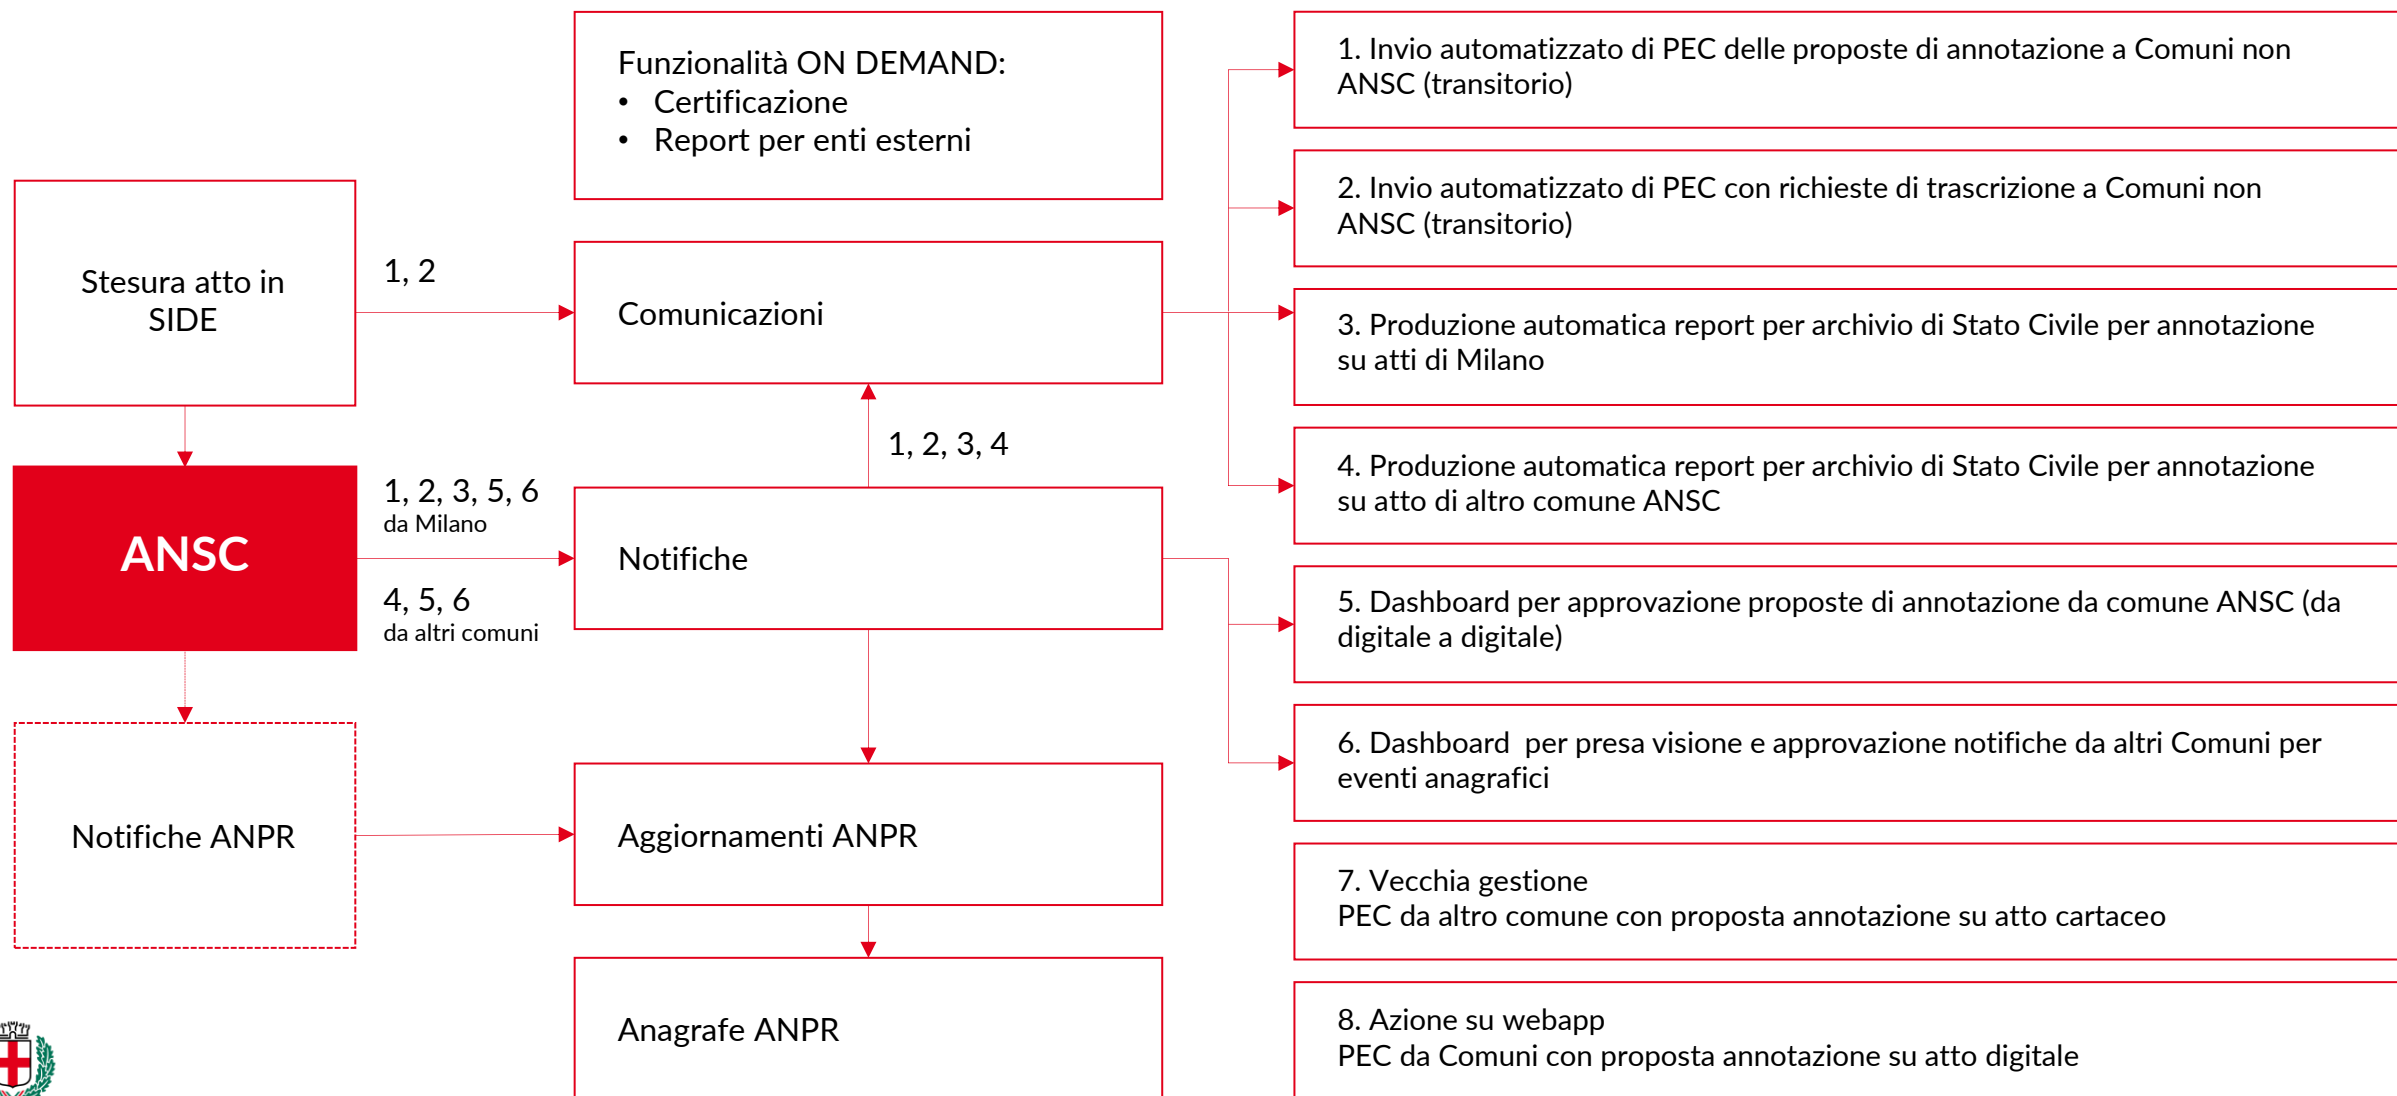 Funzionalità ON DEMAND:
• Certificazione
• Report per enti esterni
Stesura atto in
SIDE
1, 2
Comunicazioni
1, 2, 3, 4
ANSC
1, 2, 3, 5, 6
da Milano
4, 5, 6
da altri comuni
Notifiche
Notifiche ANPR
Aggiornamenti ANPR
Anagrafe ANPR
1. Invio automatizzato di PEC delle proposte di annotazione a Comuni non
ANSC (transitorio)
2. Invio automatizzato di PEC con richieste di trascrizione a Comuni non
ANSC (transitorio)
3. Produzione automatica report per archivio di Stato Civile per annotazione
su atti di Milano
4. Produzione automatica report per archivio di Stato Civile per annotazione
su atto di altro comune ANSC
5. Dashboard per approvazione proposte di annotazione da comune ANSC (da
digitale a digitale)
6. Dashboard  per presa visione e approvazione notifiche da altri Comuni per
eventi anagrafici
7. Vecchia gestione
PEC da altro comune con proposta annotazione su atto cartaceo
8. Azione su webapp
PEC da Comuni con proposta annotazione su atto digitale